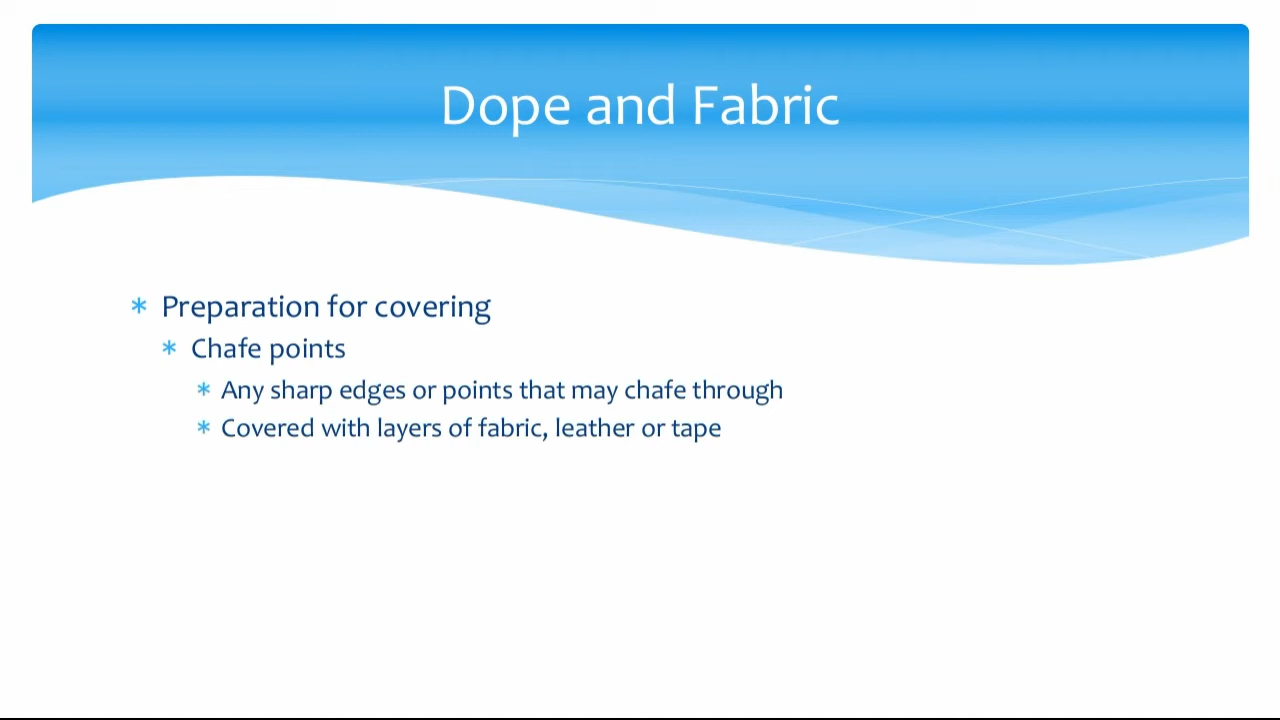 Dope and Fabric
* Preparation for covering
* Chafe points
* Any sharp edges or points that may chafe through
* Covered with layers of fabric, leather or tape